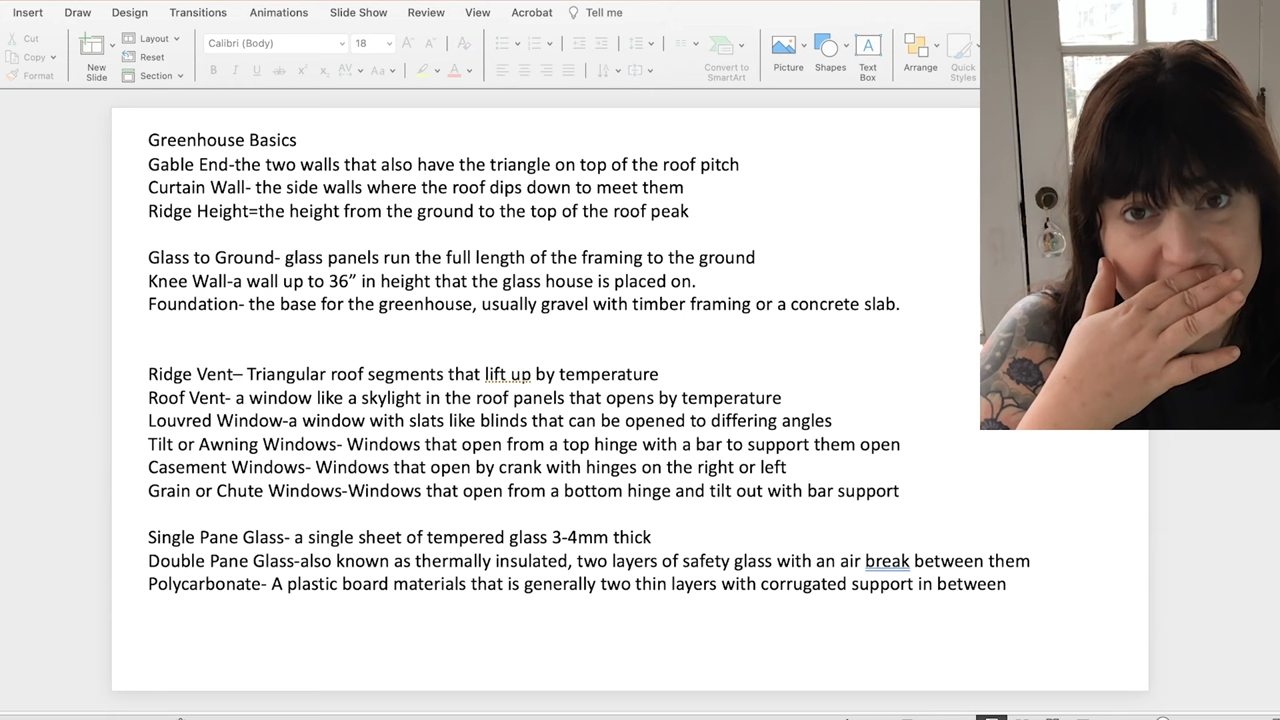 Insert Draw Design Transitions Animations Slide Show Review View Acrobat Tell me
Cut
Copy
Format
New Slide
Layout
Reset
Section
Calibri (Body) 18
Convert to SmartArt
Picture
Shapes
Text Box
Arrange
Quick Styles
Greenhouse Basics
Gable End-the two walls that also have the triangle on top of the roof pitch
Curtain Wall- the side walls where the roof dips down to meet them
Ridge Height=the height from the ground to the top of the roof peak
Glass to Ground- glass panels run the full length of the framing to the ground
Knee Wall-a wall up to 36” in height that the glass house is placed on.
Foundation- the base for the greenhouse, usually gravel with timber framing or a concrete slab.
Ridge Vent– Triangular roof segments that lift up by temperature
Roof Vent- a window like a skylight in the roof panels that opens by temperature
Louvred Window-a window with slats like blinds that can be opened to differing angles
Tilt or Awning Windows- Windows that open from a top hinge with a bar to support them open
Casement Windows- Windows that open by crank with hinges on the right or left
Grain or Chute Windows-Windows that open from a bottom hinge and tilt out with bar support
Single Pane Glass- a single sheet of tempered glass 3-4mm thick
Double Pane Glass-also known as thermally insulated, two layers of safety glass with an air break between them
Polycarbonate- A plastic board materials that is generally two thin layers with corrugated support in between